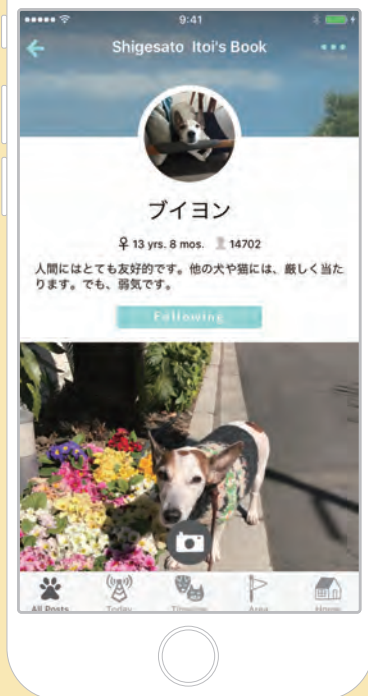 9:41
Shigesato Itoi's Book
ブイヨン
♀ 13 yrs. 8 mos. 14702
人間にはとても友好的です。他の犬や猫には、厳しく当た
ります。でも、弱気です。
Following
All Posts Today Timeline Area Home